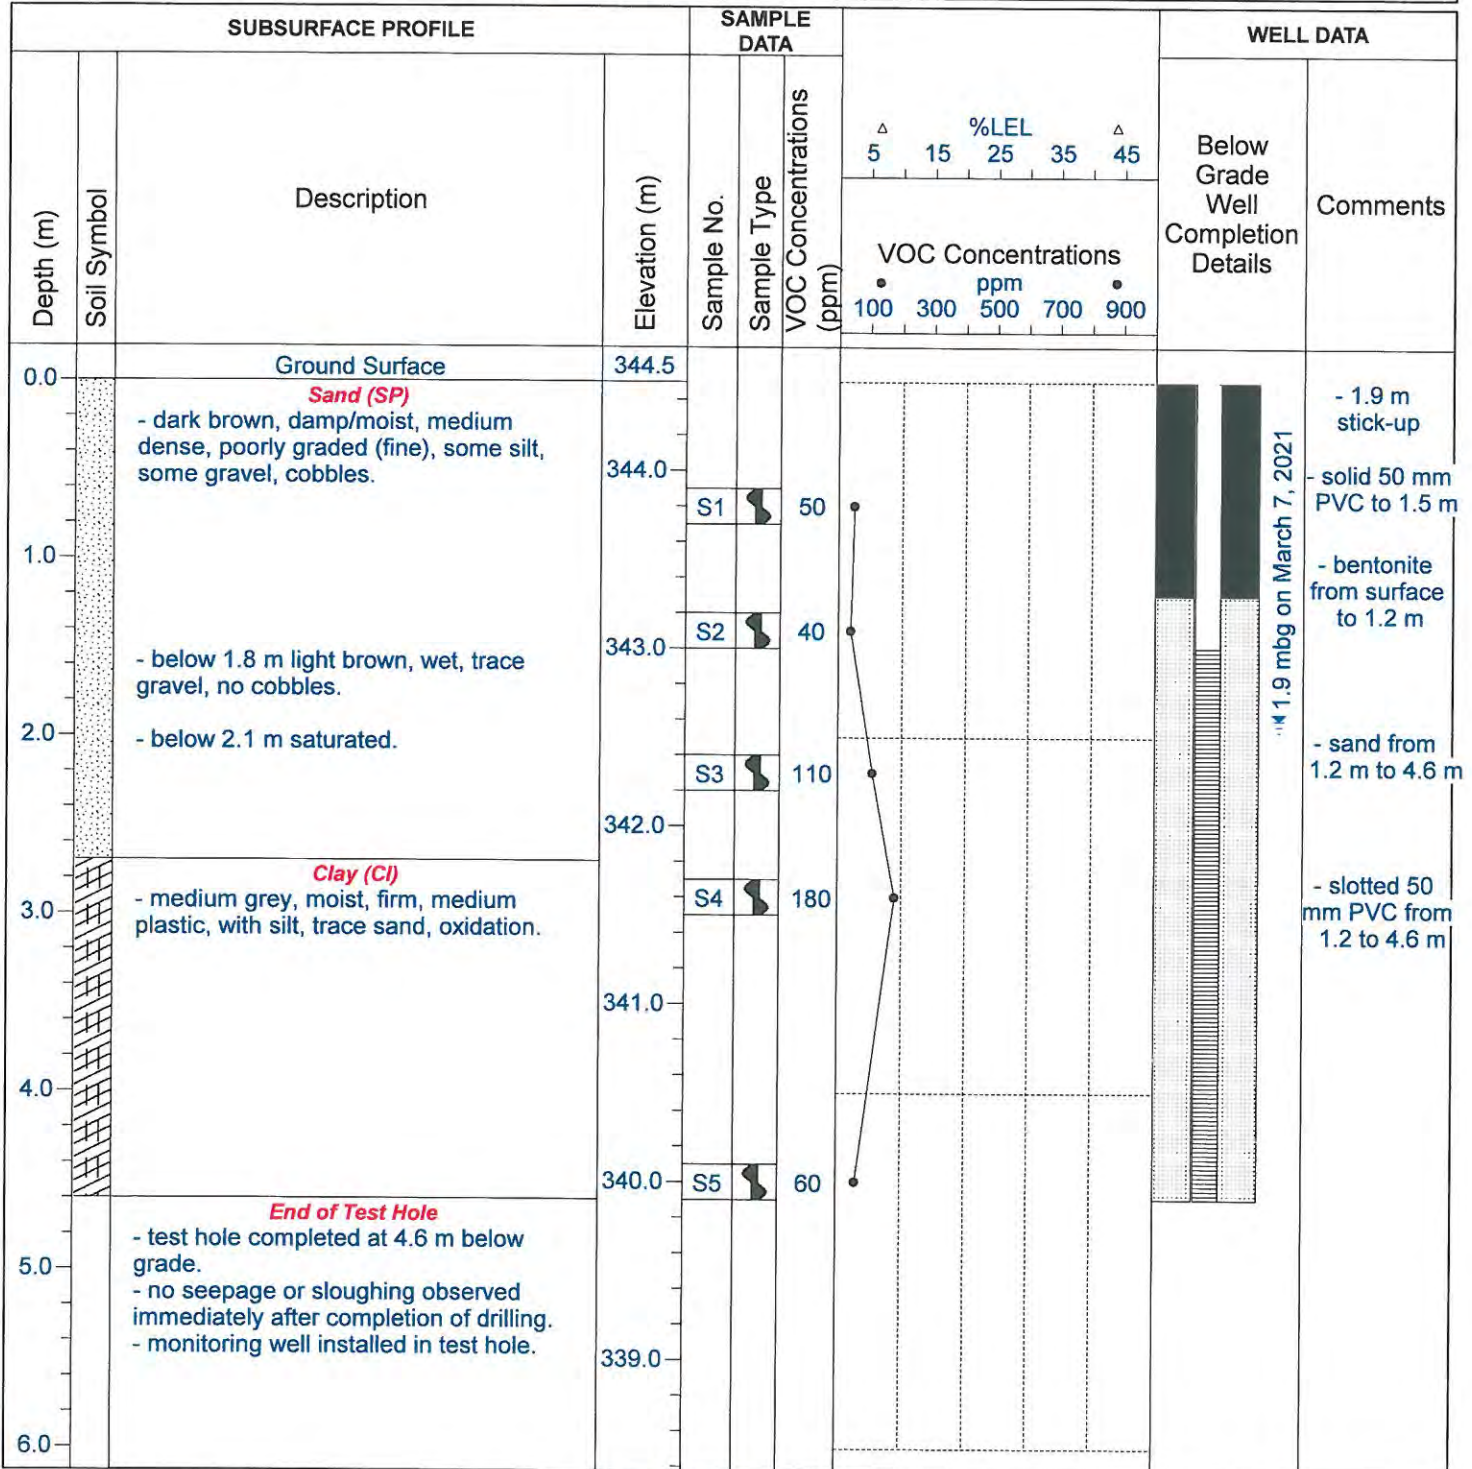 SUBSURFACE PROFILE
SAMPLE
DATA
WELL DATA
Depth (m)
Soil Symbol
Description
Elevation (m)
Sample No.
Sample Type
VOC Concentrations
(ppm)
%LEL
5 15 25 35 45
VOC Concentrations
ppm
100 300 500 700 900
Below
Grade
Well
Completion
Details
Comments
Ground Surface
344.5
0.0
Sand (SP)
- dark brown, damp/moist, medium
dense, poorly graded (fine), some silt,
some gravel, cobbles.
344.0
S1 50
1.0
S2 40
343.0
- below 1.8 m light brown, wet, trace
gravel, no cobbles.
2.0
- below 2.1 m saturated.
S3 110
342.0
Clay (CI)
- medium grey, moist, firm, medium
plastic, with silt, trace sand, oxidation.
3.0
S4 180
341.0
4.0
340.0
S5 60
End of Test Hole
- test hole completed at 4.6 m below
grade.
- no seepage or sloughing observed
immediately after completion of drilling.
- monitoring well installed in test hole.
5.0
339.0
6.0
1.9 mbg on March 7, 2021
- 1.9 m
stick-up
- solid 50 mm
PVC to 1.5 m
- bentonite
from surface
to 1.2 m
- sand from
1.2 m to 4.6 m
- slotted 50
mm PVC from
1.2 to 4.6 m